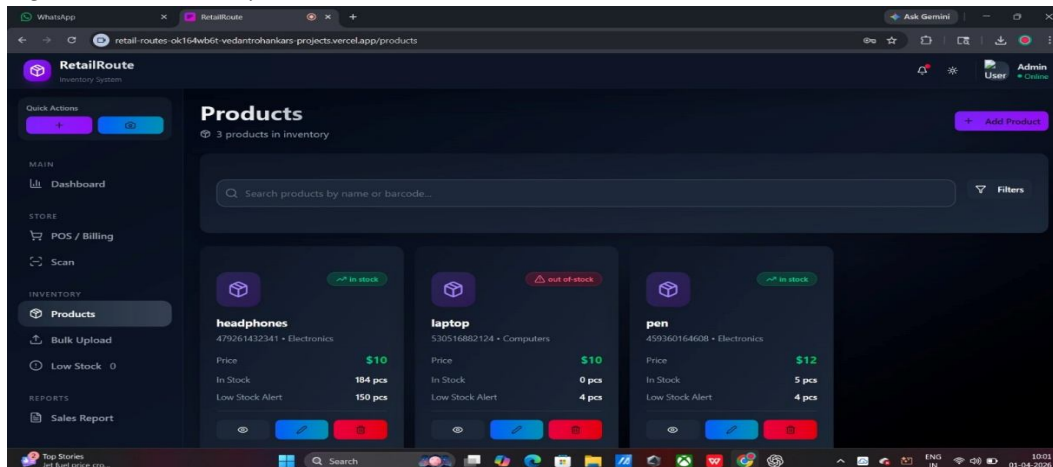 WhatsApp
RetailRoute
Ask Gemini
retail-routes-ok164wb6t-vedantrohankars-projects.vercel.app/products
RetailRoute
Inventory System
User
Admin
Online
Quick Actions
Products
3 products in inventory
+ Add Product
MAIN
Dashboard
Search products by name or barcode...
Filters
STORE
POS / Billing
Scan
INVENTORY
Products
Bulk Upload
Low Stock 0
REPORTS
Sales Report
in stock
headphones
479261432341 • Electronics
Price $10
In Stock 184 pcs
Low Stock Alert 150 pcs
out of-stock
laptop
530516882124 • Computers
Price $10
In Stock 0 pcs
Low Stock Alert 4 pcs
in stock
pen
459360164608 • Electronics
Price $12
In Stock 5 pcs
Low Stock Alert 4 pcs
Top Stories
Jet fuel price cro...
Search
ENG
IN
10:01
01-04-2026